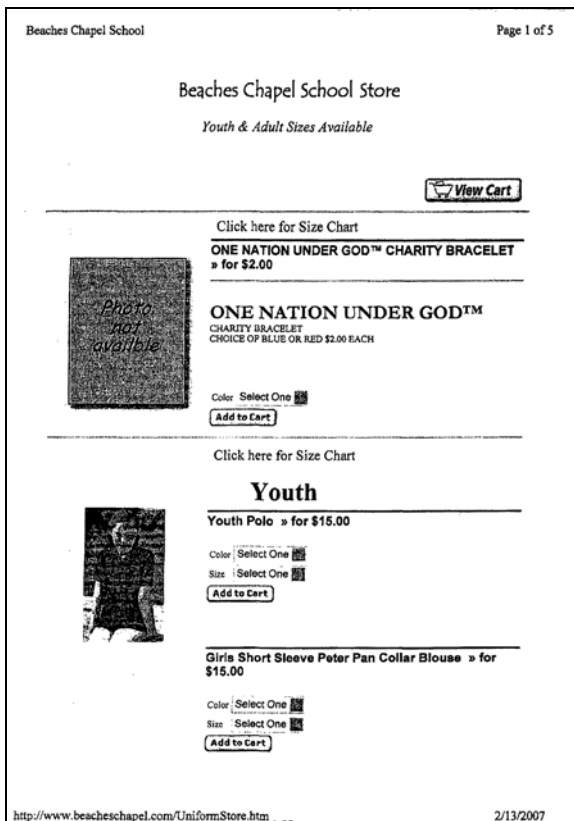 Beaches Chapel School
Page 1 of 5
Beaches Chapel School Store
Youth & Adult Sizes Available
View Cart
Click here for Size Chart
ONE NATION UNDER GOD™ CHARITY BRACELET
» for $2.00
Photo
not
availble
ONE NATION UNDER GOD™
CHARITY BRACELET
CHOICE OF BLUE OR RED $2.00 EACH
Color Select One
Add to Cart
Click here for Size Chart
Youth
Youth Polo » for $15.00
Color Select One
Size Select One
Add to Cart
Girls Short Sleeve Peter Pan Collar Blouse » for
$15.00
Color Select One
Size Select One
Add to Cart
http://www.beacheschapel.com/UniformStore.htm
2/13/2007